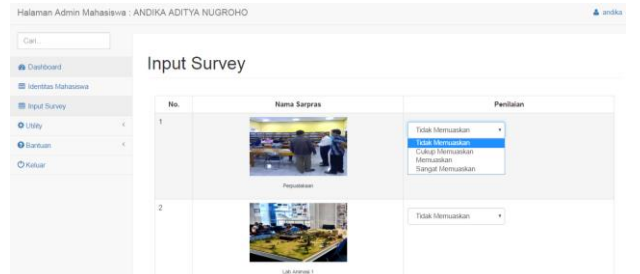 Halaman Admin Mahasiswa : ANDIKA ADITYA NUGROHO
andika
Cari...
Dashboard
Identitas Mahasiswa
Input Survey
Utility
Bantuan
Keluar
Input Survey
No.
Nama Sarpras
Penilaian
1
Perpustakaan
Tidak Memuaskan
Tidak Memuaskan
Cukup Memuaskan
Memuaskan
Sangat Memuaskan
2
Lab Animasi 1
Tidak Memuaskan